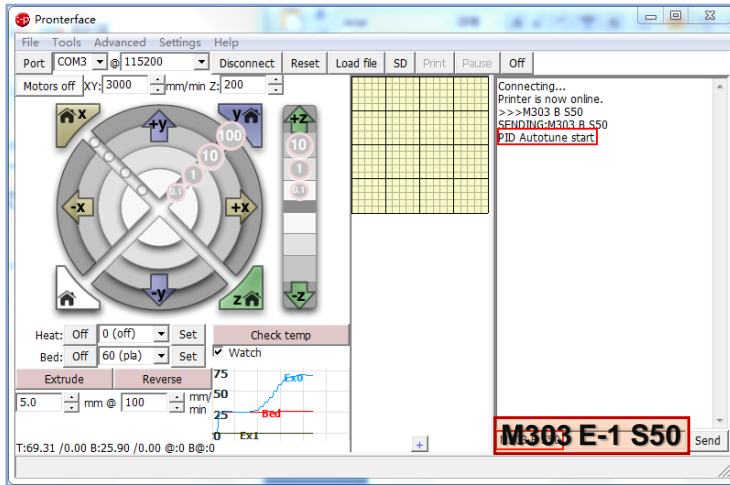 Pronterface
File Tools Advanced Settings Help
Port COM3 @ 115200 Disconnect Reset Load file SD Print Pause Off
Motors off XY: 3000 mm/min Z: 200
x
y
+y
100
10
1
0.1
-x
+x
-y
z
+z
10
1
0.1
-z
Heat: Off 0 (off) Set Check temp
Bed: Off 60 (pla) Set Watch
Extrude Reverse
5.0 mm @ 100 mm/
min
75
50
25
0
Ex0
Bed
Ex1
T:69.31 /0.00 B:25.90 /0.00 @:0 B@:0
+
Connecting...
Printer is now online.
>>>M303 B S50
SENDING:M303 B S50
PID Autotune start
M303 E-1 S50
Send